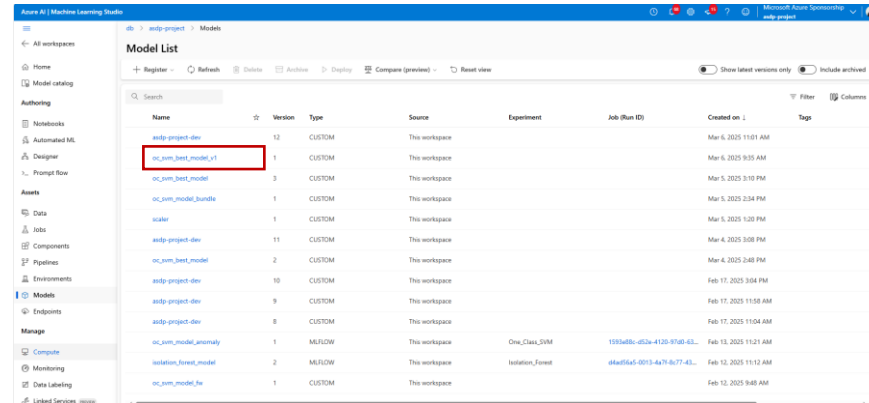 Azure AI | Machine Learning Studio
Microsoft Azure Sponsorship
asdp-project
All workspaces
Home
Model catalog
Authoring
Notebooks
Automated ML
Designer
Prompt flow
Assets
Data
Jobs
Components
Pipelines
Environments
Models
Endpoints
Manage
Compute
Monitoring
Data Labeling
Linked Services
db > asdp-project > Models
Model List
Register Refresh Delete Archive Deploy Compare (preview) Reset view Show latest versions only Include archived
Search Filter Columns
Name Version Type Source Experiment Job (Run ID) Created on ↓ Tags
asdp-project-dev 12 CUSTOM This workspace Mar 6, 2025 11:01 AM
oc_svm_best_model_v1 1 CUSTOM This workspace Mar 6, 2025 9:35 AM
oc_svm_best_model 3 CUSTOM This workspace Mar 5, 2025 3:10 PM
oc_svm_model_bundle 1 CUSTOM This workspace Mar 5, 2025 2:34 PM
scaler 1 CUSTOM This workspace Mar 5, 2025 1:20 PM
asdp-project-dev 11 CUSTOM This workspace Mar 4, 2025 3:08 PM
oc_svm_best_model 2 CUSTOM This workspace Mar 4, 2025 2:48 PM
asdp-project-dev 10 CUSTOM This workspace Feb 17, 2025 3:04 PM
asdp-project-dev 9 CUSTOM This workspace Feb 17, 2025 11:58 AM
asdp-project-dev 8 CUSTOM This workspace Feb 17, 2025 11:04 AM
oc_svm_model_anomaly 1 MLFLOW This workspace One_Class_SVM 1593e88c-d52e-4120-97d0-63... Feb 13, 2025 11:21 AM
isolation_forest_model 2 MLFLOW This workspace Isolation_Forest d4ad56a5-0013-4a7f-8c77-43... Feb 12, 2025 11:12 AM
oc_svm_model_fw 1 CUSTOM This workspace Feb 12, 2025 9:48 AM